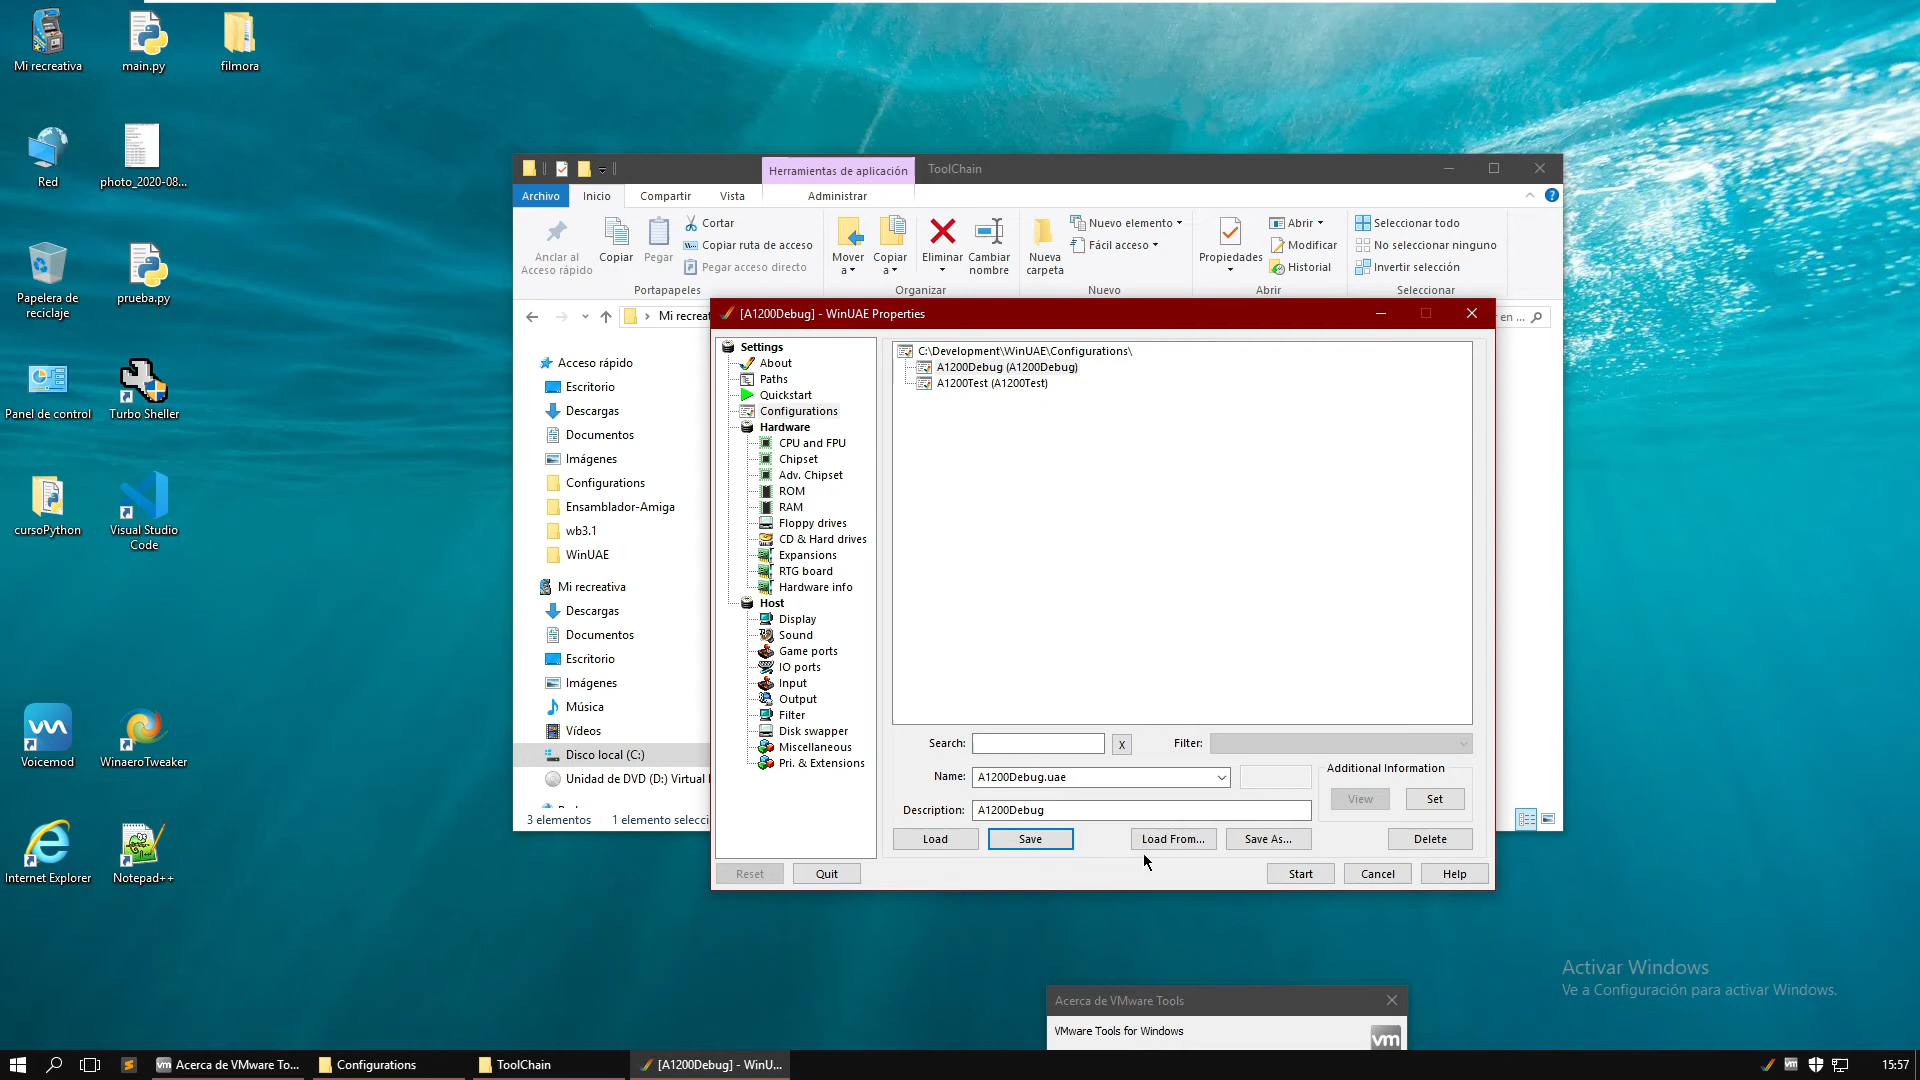 Mi recreativa
main.py
filmora
Red
photo_2020-08...
Papelera de
reciclaje
prueba.py
Panel de control
Turbo Sheller
cursoPython
Visual Studio
Code
Voicemod
WinaeroTweaker
Internet Explorer
Notepad++
Herramientas de aplicación
ToolChain
Archivo
Inicio
Compartir
Vista
Administrar
Anclar al
Acceso rápido
Copiar
Pegar
Cortar
Copiar ruta de acceso
Pegar acceso directo
Portapapeles
Mover
a
Copiar
a
Eliminar
Cambiar
nombre
Organizar
Nueva
carpeta
Nuevo elemento
Fácil acceso
Nuevo
Propiedades
Abrir
Modificar
Historial
Abrir
Seleccionar todo
No seleccionar ninguno
Invertir selección
Seleccionar
Mi recreat
en ...
Acceso rápido
Escritorio
Descargas
Documentos
Imágenes
Configurations
Ensamblador-Amiga
wb3.1
WinUAE
Mi recreativa
Descargas
Documentos
Escritorio
Imágenes
Música
Vídeos
Disco local (C:)
Unidad de DVD (D:) Virtual
3 elementos
1 elemento selecci
[A1200Debug] - WinUAE Properties
Settings
About
Paths
Quickstart
Configurations
Hardware
CPU and FPU
Chipset
Adv. Chipset
ROM
RAM
Floppy drives
CD & Hard drives
Expansions
RTG board
Hardware info
Host
Display
Sound
Game ports
IO ports
Input
Output
Filter
Disk swapper
Miscellaneous
Pri. & Extensions
C:\Development\WinUAE\Configurations\
A1200Debug (A1200Debug)
A1200Test (A1200Test)
Search:
X
Filter:
Name:
A1200Debug.uae
Additional Information
View
Set
Description:
A1200Debug
Load
Save
Load From...
Save As...
Delete
Reset
Quit
Start
Cancel
Help
Activar Windows
Ve a Configuración para activar Windows.
Acerca de VMware Tools
VMware Tools for Windows
vm
Acerca de VMware To...
Configurations
ToolChain
[A1200Debug] - WinU...
15:57